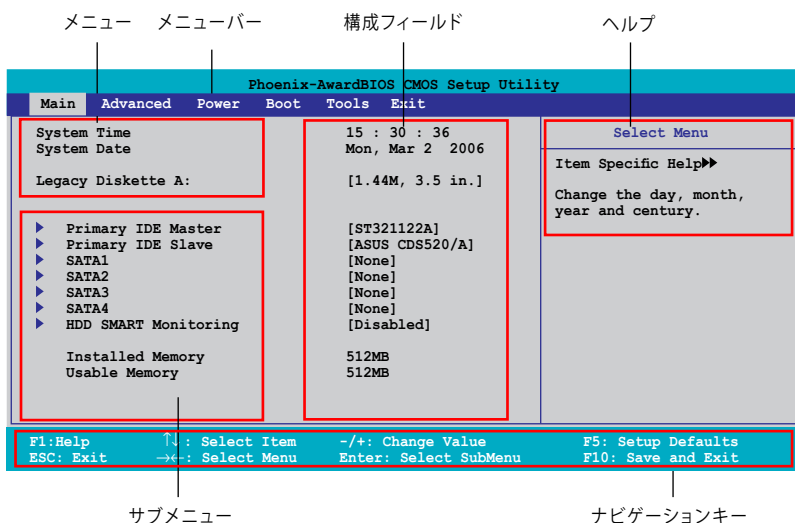 メニュー メニューバー 構成フィールド ヘルプ
Phoenix-AwardBIOS CMOS Setup Utility
Main Advanced Power Boot Tools Exit
System Time 15 : 30 : 36
System Date Mon, Mar 2 2006
Legacy Diskette A: [1.44M, 3.5 in.]
Primary IDE Master [ST321122A]
Primary IDE Slave [ASUS CDS520/A]
SATA1 [None]
SATA2 [None]
SATA3 [None]
SATA4 [None]
HDD SMART Monitoring [Disabled]
Installed Memory 512MB
Usable Memory 512MB
Select Menu
Item Specific Help
Change the day, month,
year and century.
F1:Help ↑↓ : Select Item -/+: Change Value F5: Setup Defaults
ESC: Exit →←: Select Menu Enter: Select SubMenu F10: Save and Exit
サブメニュー ナビゲーションキー